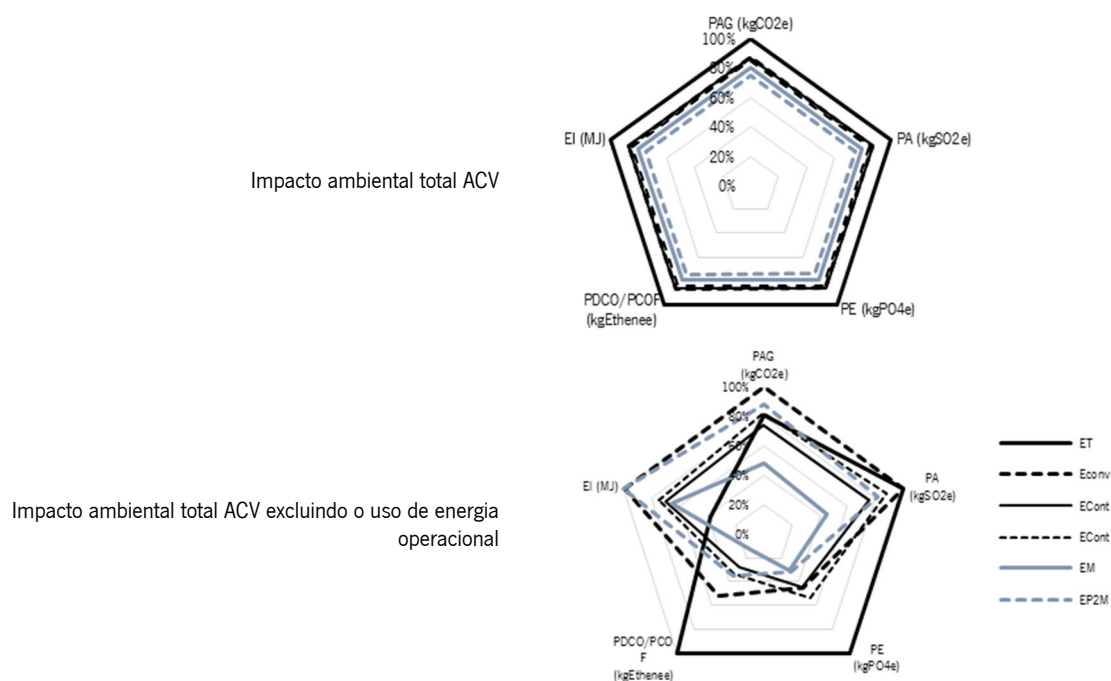 PAG (kgCO2e)
100%
80%
60%
40%
20%
0%
EI (MJ)
PA (kgSO2e)
PDCO/PCOF
(kgEthenee)
PE (kgPO4e)
Impacto ambiental total ACV
PAG
(kgCO2e)
100%
80%
60%
40%
20%
0%
EI (MJ)
PA
(kgSO2e)
PDCO/PCO
F
(kgEthenee)
PE
(kgPO4e)
Impacto ambiental total ACV excluindo o uso de energia
operacional
ET
Econv
ECont
ECont
EM
EP2M